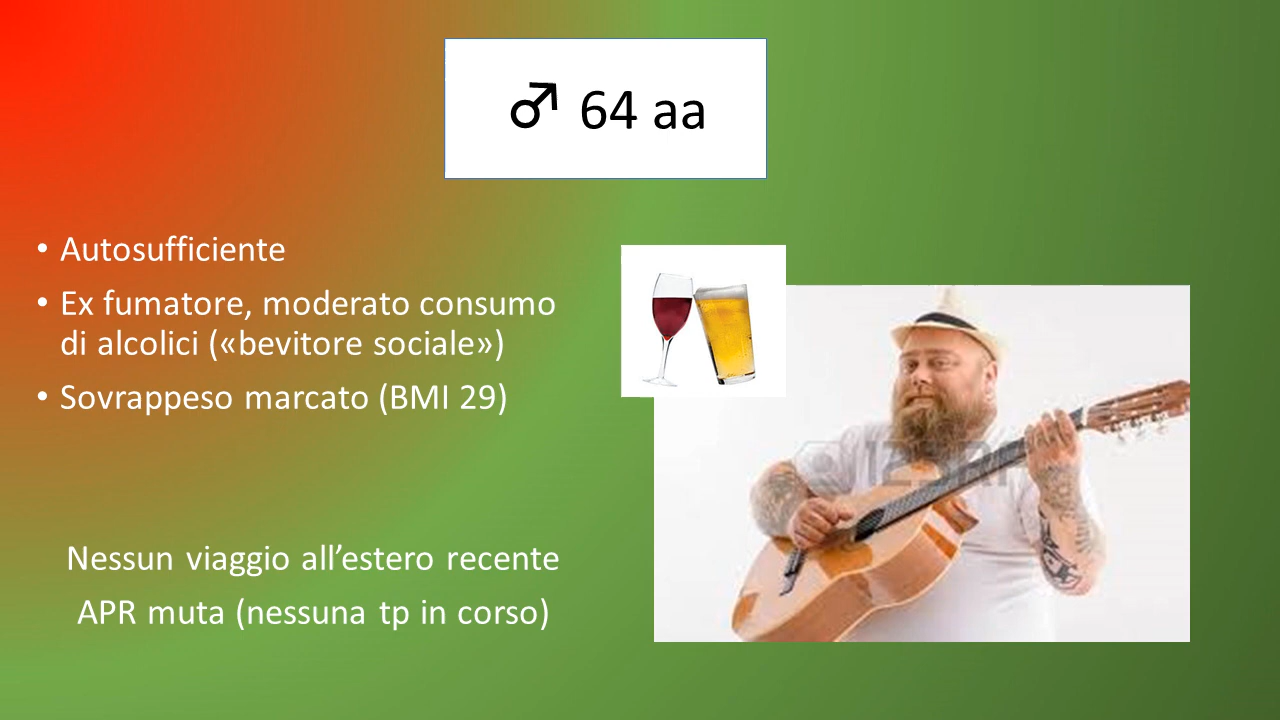 ♂ 64 aa
• Autosufficiente
• Ex fumatore, moderato consumo
di alcolici («bevitore sociale»)
• Sovrappeso marcato (BMI 29)
Nessun viaggio all’estero recente
APR muta (nessuna tp in corso)